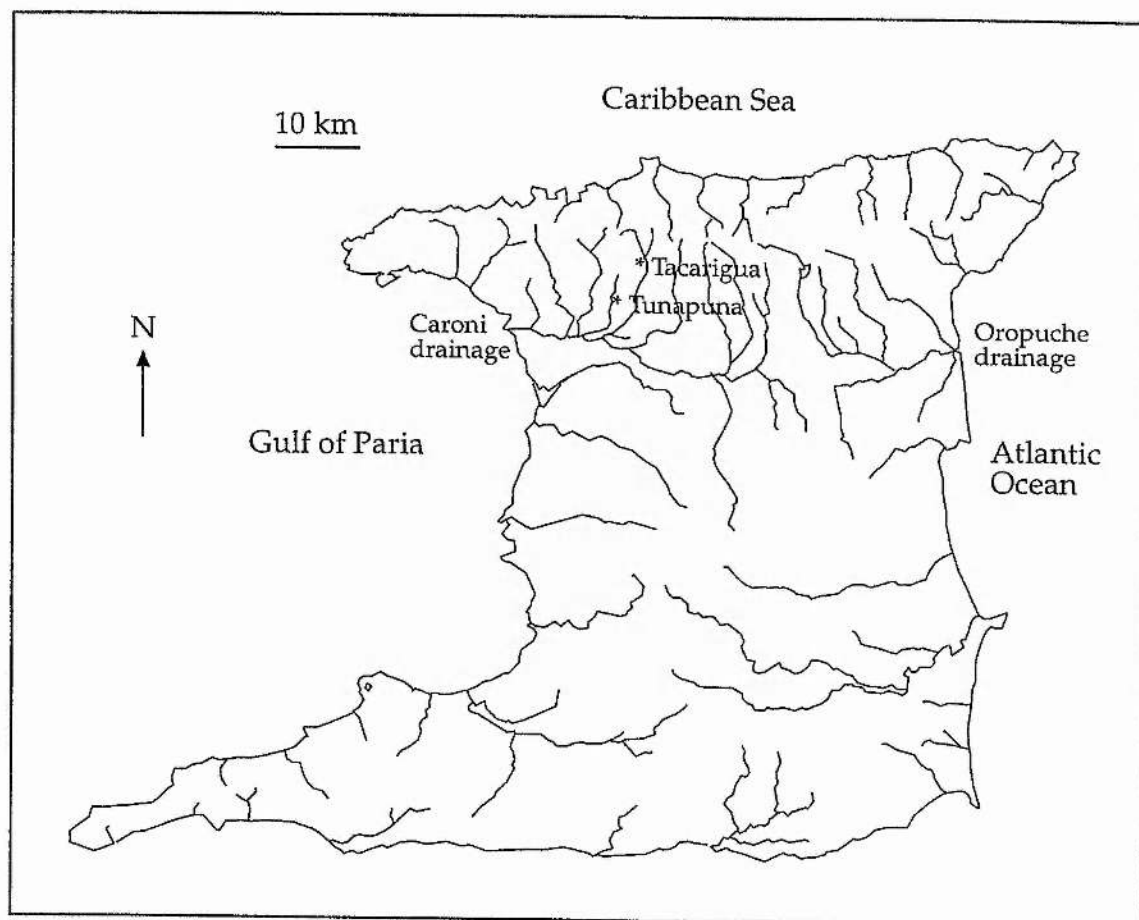 Caribbean Sea
10 km
* Tacarigua
* Tunapuna
N
Caroni
drainage
Oropuche
drainage
Gulf of Paria
Atlantic
Ocean